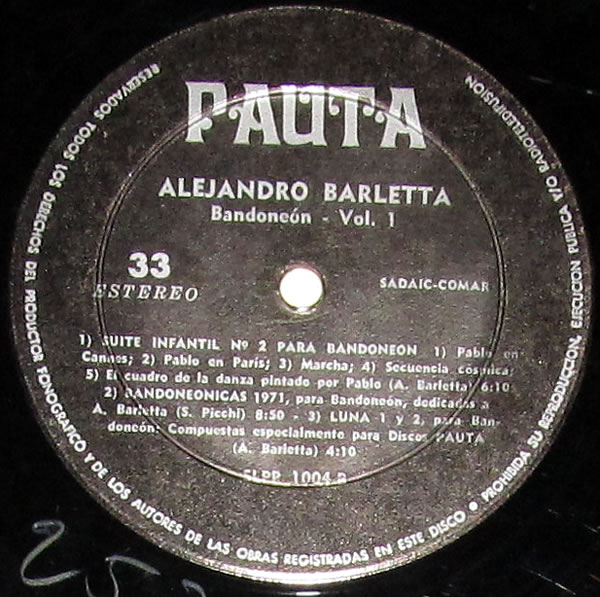 PAUTA
ALEJANDRO BARLETTA
Bandoneón - Vol. 1
33
ESTEREO
SADAIC-COMAR
1) SUITE INFANTIL Nº 2 PARA BANDONEON 1) Pablo en
Cannes; 2) Pablo en París; 3) Marcha; 4) Secuencia cósmica;
5) El cuadro de la danza pintado por Pablo (A. Barletta) 6:10
2) BANDONEONICAS 1971, para Bandoneón, dedicadas a
A. Barletta (S. Picchi) 8:50 - 3) LUNA 1 y 2, para Ban-
doneón: Compuestas especialmente para Discos PAUTA
(A. Barletta) 4:10
1004-B
RESERVADOS TODOS LOS DERECHOS DEL PRODUCTOR FONOGRAFICO Y DE LOS AUTORES DE LAS OBRAS REGISTRADAS EN ESTE DISCO • PROHIBIDA SU REPRODUCCION, EJECUCION PUBLICA Y/O RADIOTELEDIFUSION